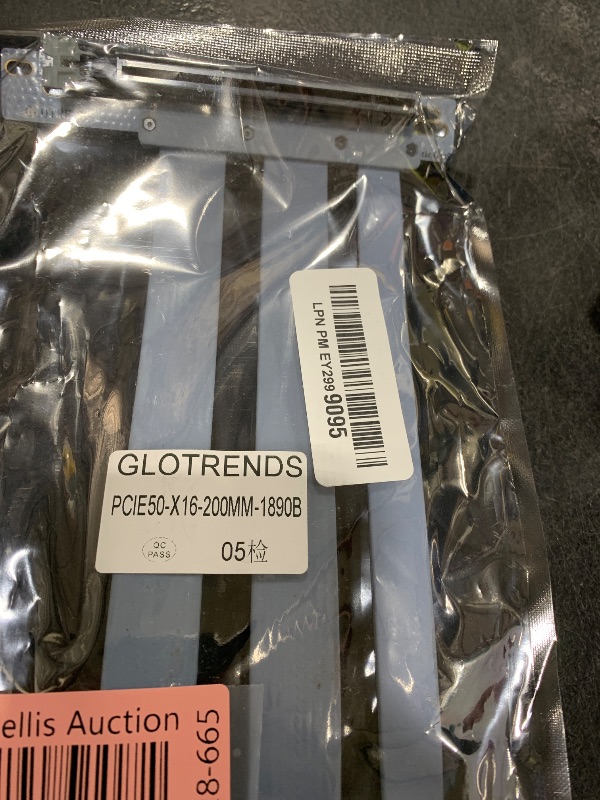 LPN PM EY2999095
GLOTRENDS
PCIE50-X16-200MM-1890B
QC
PASS
05检
ellis Auction
8-665